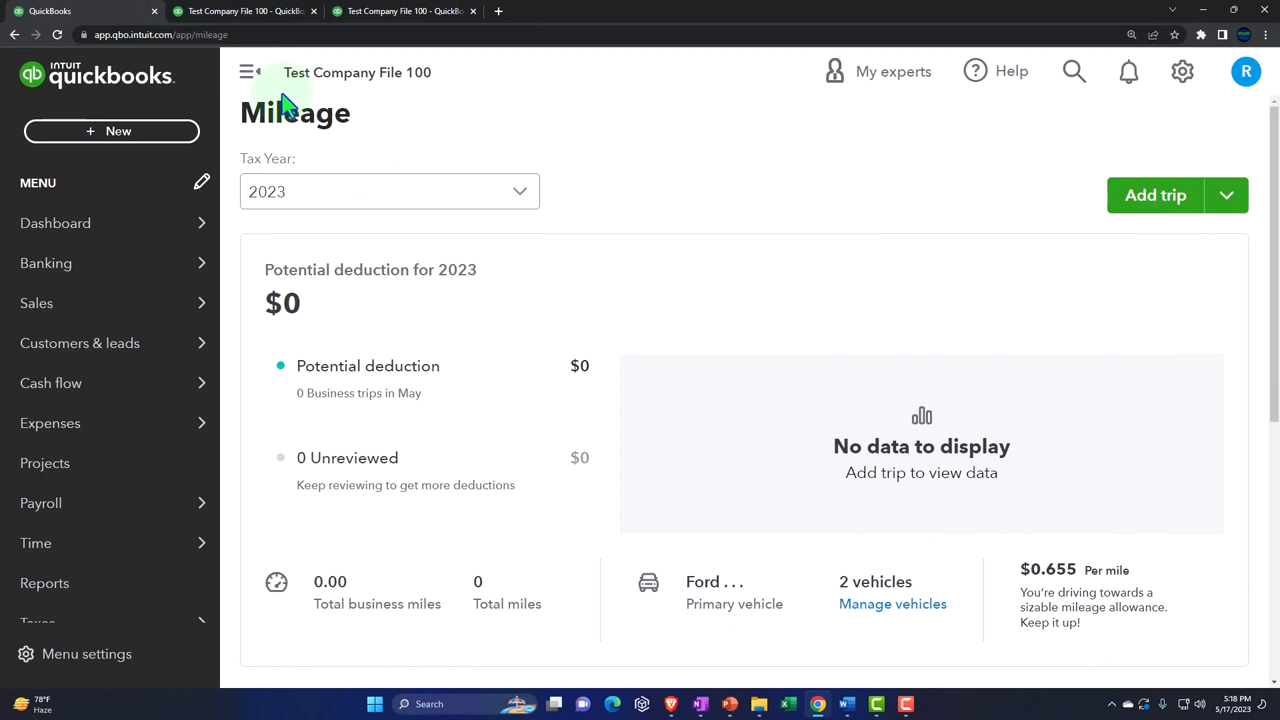 QuickBooks
Test Company File 100 - QuickBo
Test Company File 100 - QuickBo
app.qbo.intuit.com/app/mileage
INTUIT
quickbooks.
Test Company File 100
My experts
Help
R
+ New
MENU
Dashboard
Banking
Sales
Customers & leads
Cash flow
Expenses
Projects
Payroll
Time
Reports
Taxes
Menu settings
Mileage
Tax Year:
2023
Add trip
Potential deduction for 2023
$0
Potential deduction $0
0 Business trips in May
0 Unreviewed $0
Keep reviewing to get more deductions
No data to display
Add trip to view data
0.00
Total business miles
0
Total miles
Ford . . .
Primary vehicle
2 vehicles
Manage vehicles
$0.655 Per mile
You're driving towards a
sizable mileage allowance.
Keep it up!
78°F
Haze
Search
5:18 PM
5/17/2023